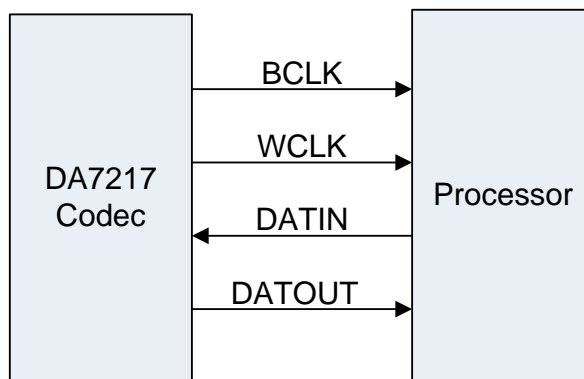 DA7217
Codec
BCLK
WCLK
DATIN
DATOUT
Processor